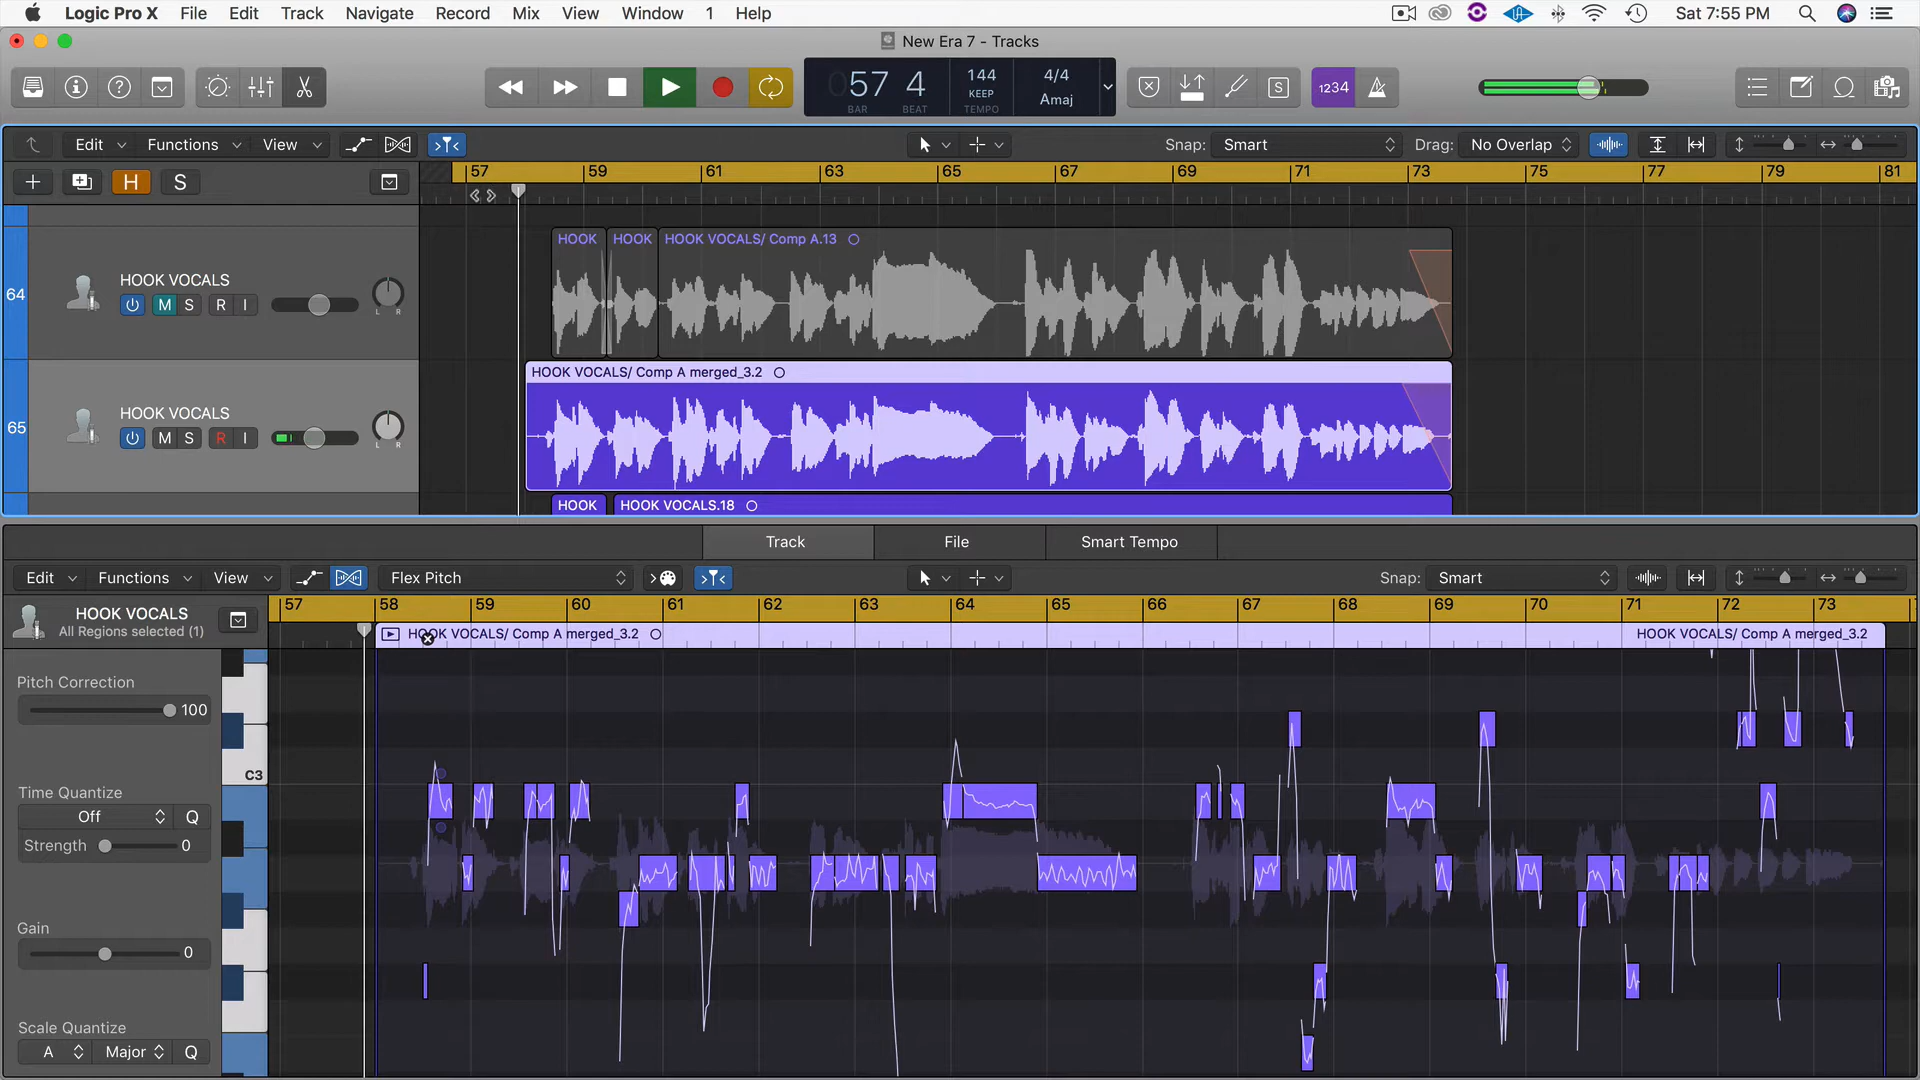 Logic Pro X File Edit Track Navigate Record Mix View Window 1 Help Sat 7:55 PM
New Era 7 - Tracks
57 4 144 KEEP 4/4 Amaj 1234
BAR BEAT TEMPO
Edit Functions View Snap: Smart Drag: No Overlap
57 59 61 63 65 67 69 71 73 75 77 79 81
H S
HOOK HOOK HOOK VOCALS/ Comp A.13
64 HOOK VOCALS
M S R I L R
HOOK VOCALS/ Comp A merged_3.2
65 HOOK VOCALS
M S R I L R
HOOK HOOK VOCALS.18
Track File Smart Tempo
Edit Functions View Flex Pitch Snap: Smart
57 58 59 60 61 62 63 64 65 66 67 68 69 70 71 72 73
HOOK VOCALS
All Regions selected (1)
HOOK VOCALS/ Comp A merged_3.2 HOOK VOCALS/ Comp A merged_3.2
Pitch Correction
100
C3
Time Quantize
Off Q
Strength 0
Gain
0
Scale Quantize
A Major Q